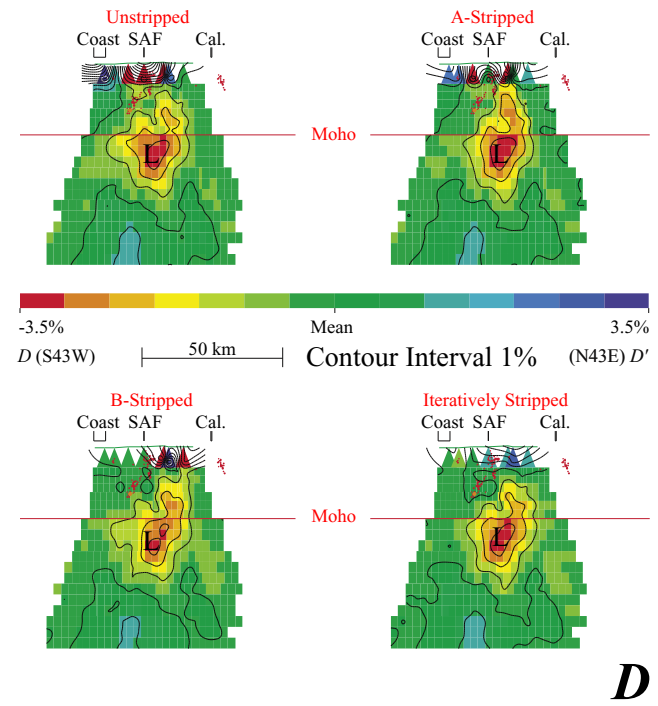 Unstripped
A-Stripped
Coast SAF Cal.
Coast SAF Cal.
L
L
Moho
-3.5% Mean 3.5%
D (S43W) 50 km Contour Interval 1% (N43E) D'
B-Stripped
Iteratively Stripped
Coast SAF Cal.
Coast SAF Cal.
Moho
L
L
D